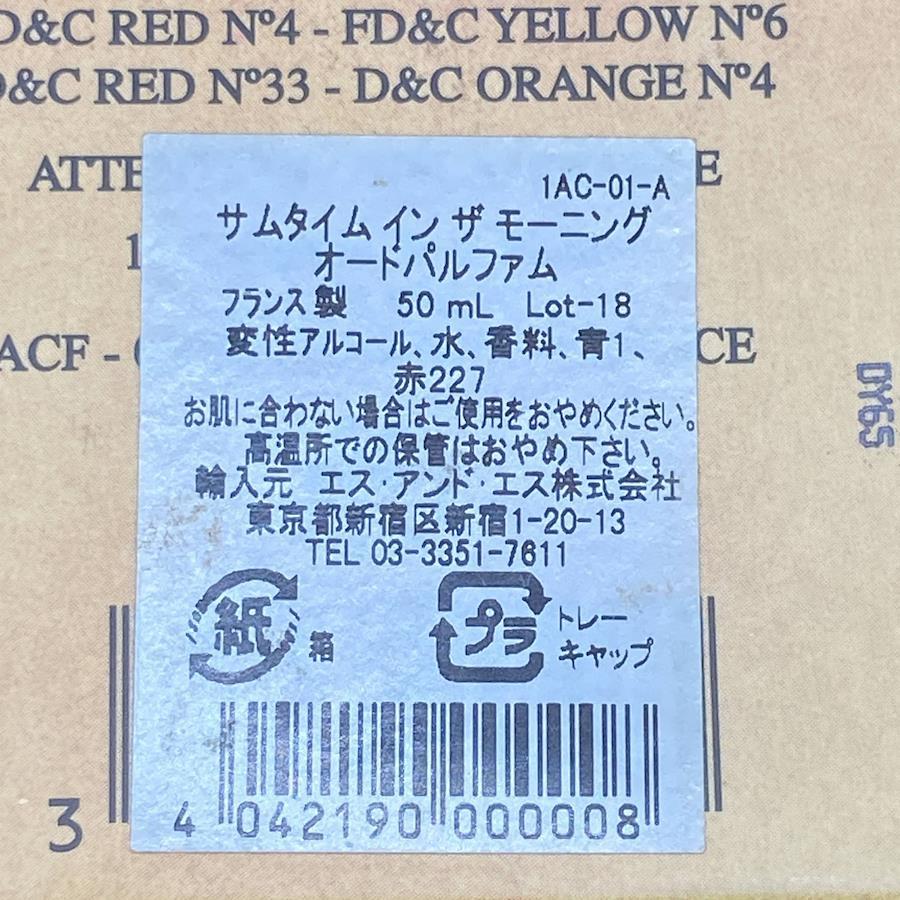 D&C RED Nº4 - FD&C YELLOW Nº6
D&C RED Nº33 - D&C ORANGE Nº4
1AC-01-A
サムタイム イン ザ モーニング
オードパルファム
フランス製 50 mL Lot-18
変性アルコール、水、香料、青1、
赤227
お肌に合わない場合はご使用をおやめください。
高温所での保管はおやめ下さい。
輸入元 エス・アンド・エス株式会社
東京都新宿区新宿1-20-13
TEL 03-3351-7611
紙 箱
プラ トレー
キャップ
DY65
3
4 042190 000008